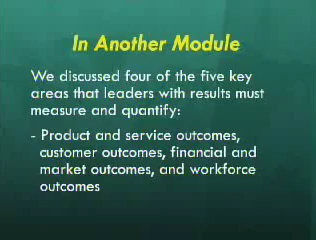 In Another Module
We discussed four of the five key
areas that leaders with results must
measure and quantify:
- Product and service outcomes,
customer outcomes, financial and
market outcomes, and workforce
outcomes